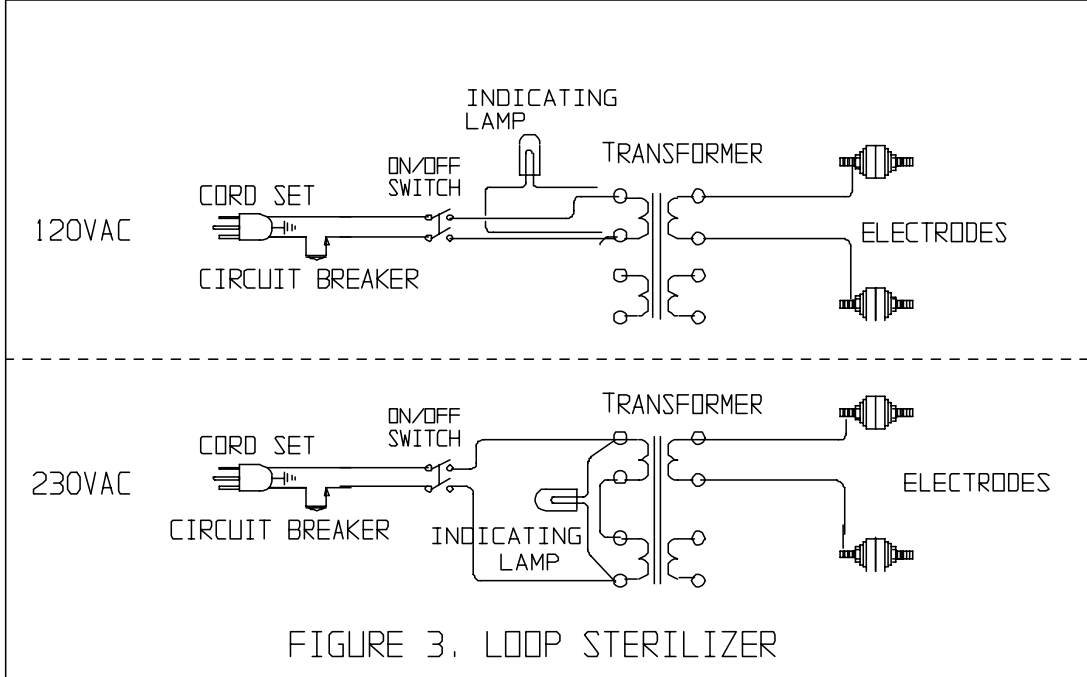 INDICATING
LAMP
TRANSFORMER
ON/OFF
SWITCH
CORD SET
120VAC
ELECTRODES
CIRCUIT BREAKER
TRANSFORMER
ON/OFF
SWITCH
CORD SET
230VAC
ELECTRODES
CIRCUIT BREAKER
INDICATING
LAMP
FIGURE 3. LOOP STERILIZER